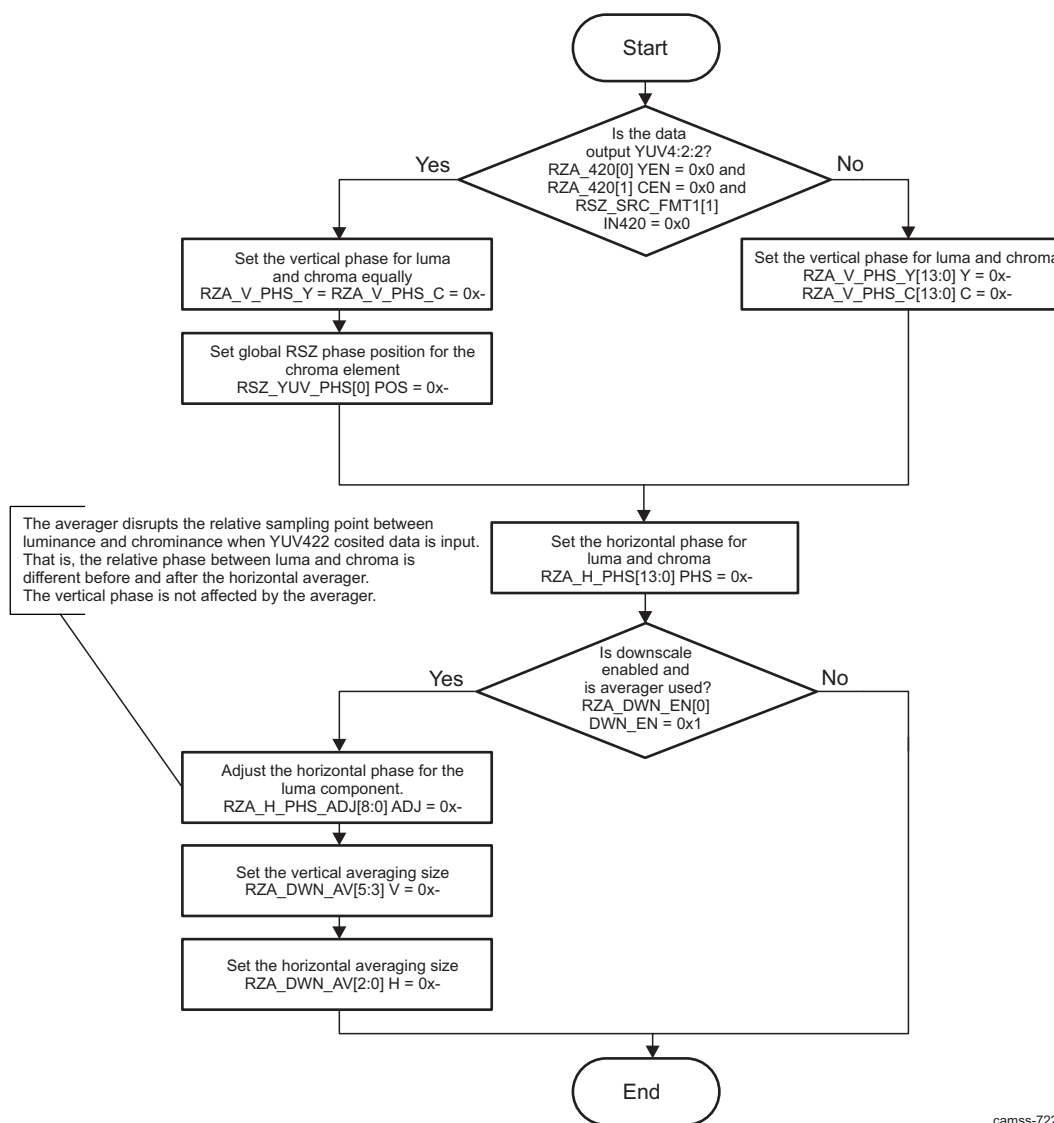 Start
Is the data
output YUV4:2:2?
RZA_420[0] YEN = 0x0 and
RZA_420[1] CEN = 0x0 and
RSZ_SRC_FMT1[1]
IN420 = 0x0
Yes
No
Set the vertical phase for luma
and chroma equally
RZA_V_PHS_Y = RZA_V_PHS_C = 0x-
Set the vertical phase for luma and chroma
RZA_V_PHS_Y[13:0] Y = 0x-
RZA_V_PHS_C[13:0] C = 0x-
Set global RSZ phase position for the
chroma element
RSZ_YUV_PHS[0] POS = 0x-
The averager disrupts the relative sampling point between
luminance and chrominance when YUV422 cosited data is input.
That is, the relative phase between luma and chroma is
different before and after the horizontal averager.
The vertical phase is not affected by the averager.
Set the horizontal phase for
luma and chroma
RZA_H_PHS[13:0] PHS = 0x-
Is downscale
enabled and
is averager used?
RZA_DWN_EN[0]
DWN_EN = 0x1
Yes
No
Adjust the horizontal phase for the
luma component.
RZA_H_PHS_ADJ[8:0] ADJ = 0x-
Set the vertical averaging size
RZA_DWN_AV[5:3] V = 0x-
Set the horizontal averaging size
RZA_DWN_AV[2:0] H = 0x-
End
camss-722